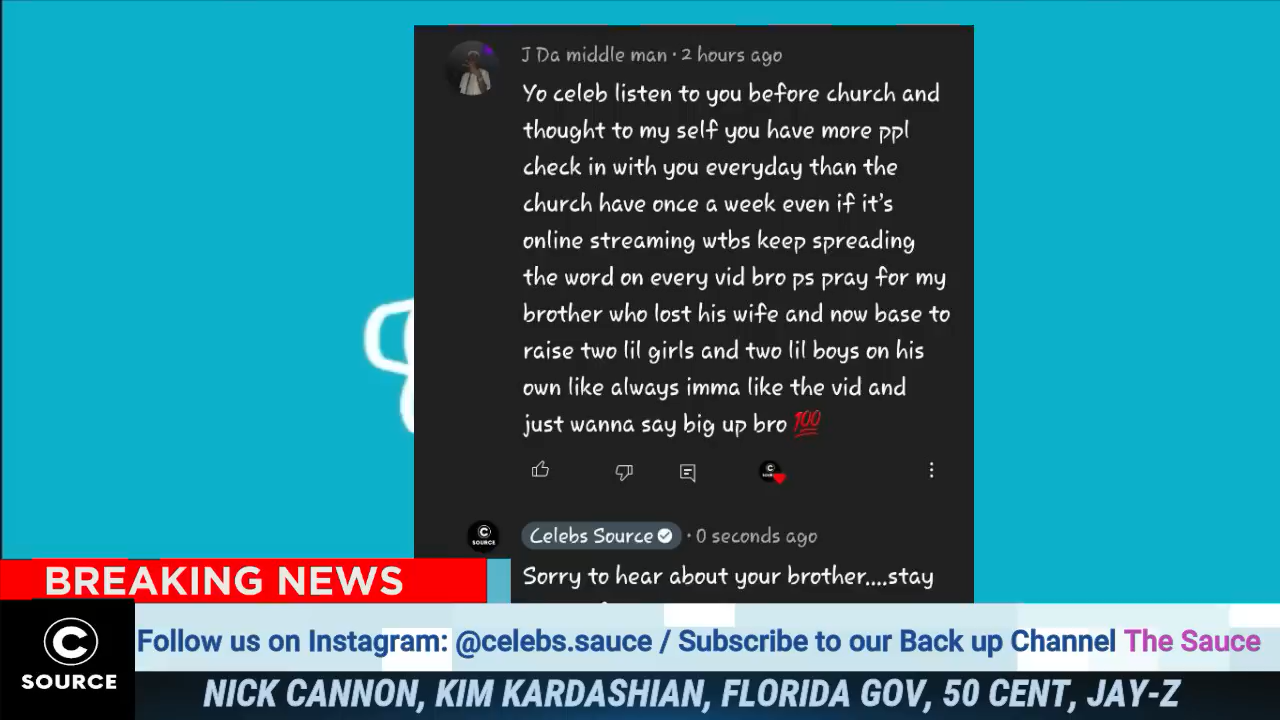 J Da middle man · 2 hours ago
Yo celeb listen to you before church and
thought to my self you have more ppl
check in with you everyday than the
church have once a week even if it's
online streaming wtbs keep spreading
the word on every vid bro ps pray for my
brother who lost his wife and now base to
raise two lil girls and two lil boys on his
own like always imma like the vid and
just wanna say big up bro 💯
Celebs Source · 0 seconds ago
Sorry to hear about your brother....stay
BREAKING NEWS
C
SOURCE
Follow us on Instagram: @celebs.sauce / Subscribe to our Back up Channel The Sauce
NICK CANNON, KIM KARDASHIAN, FLORIDA GOV, 50 CENT, JAY-Z